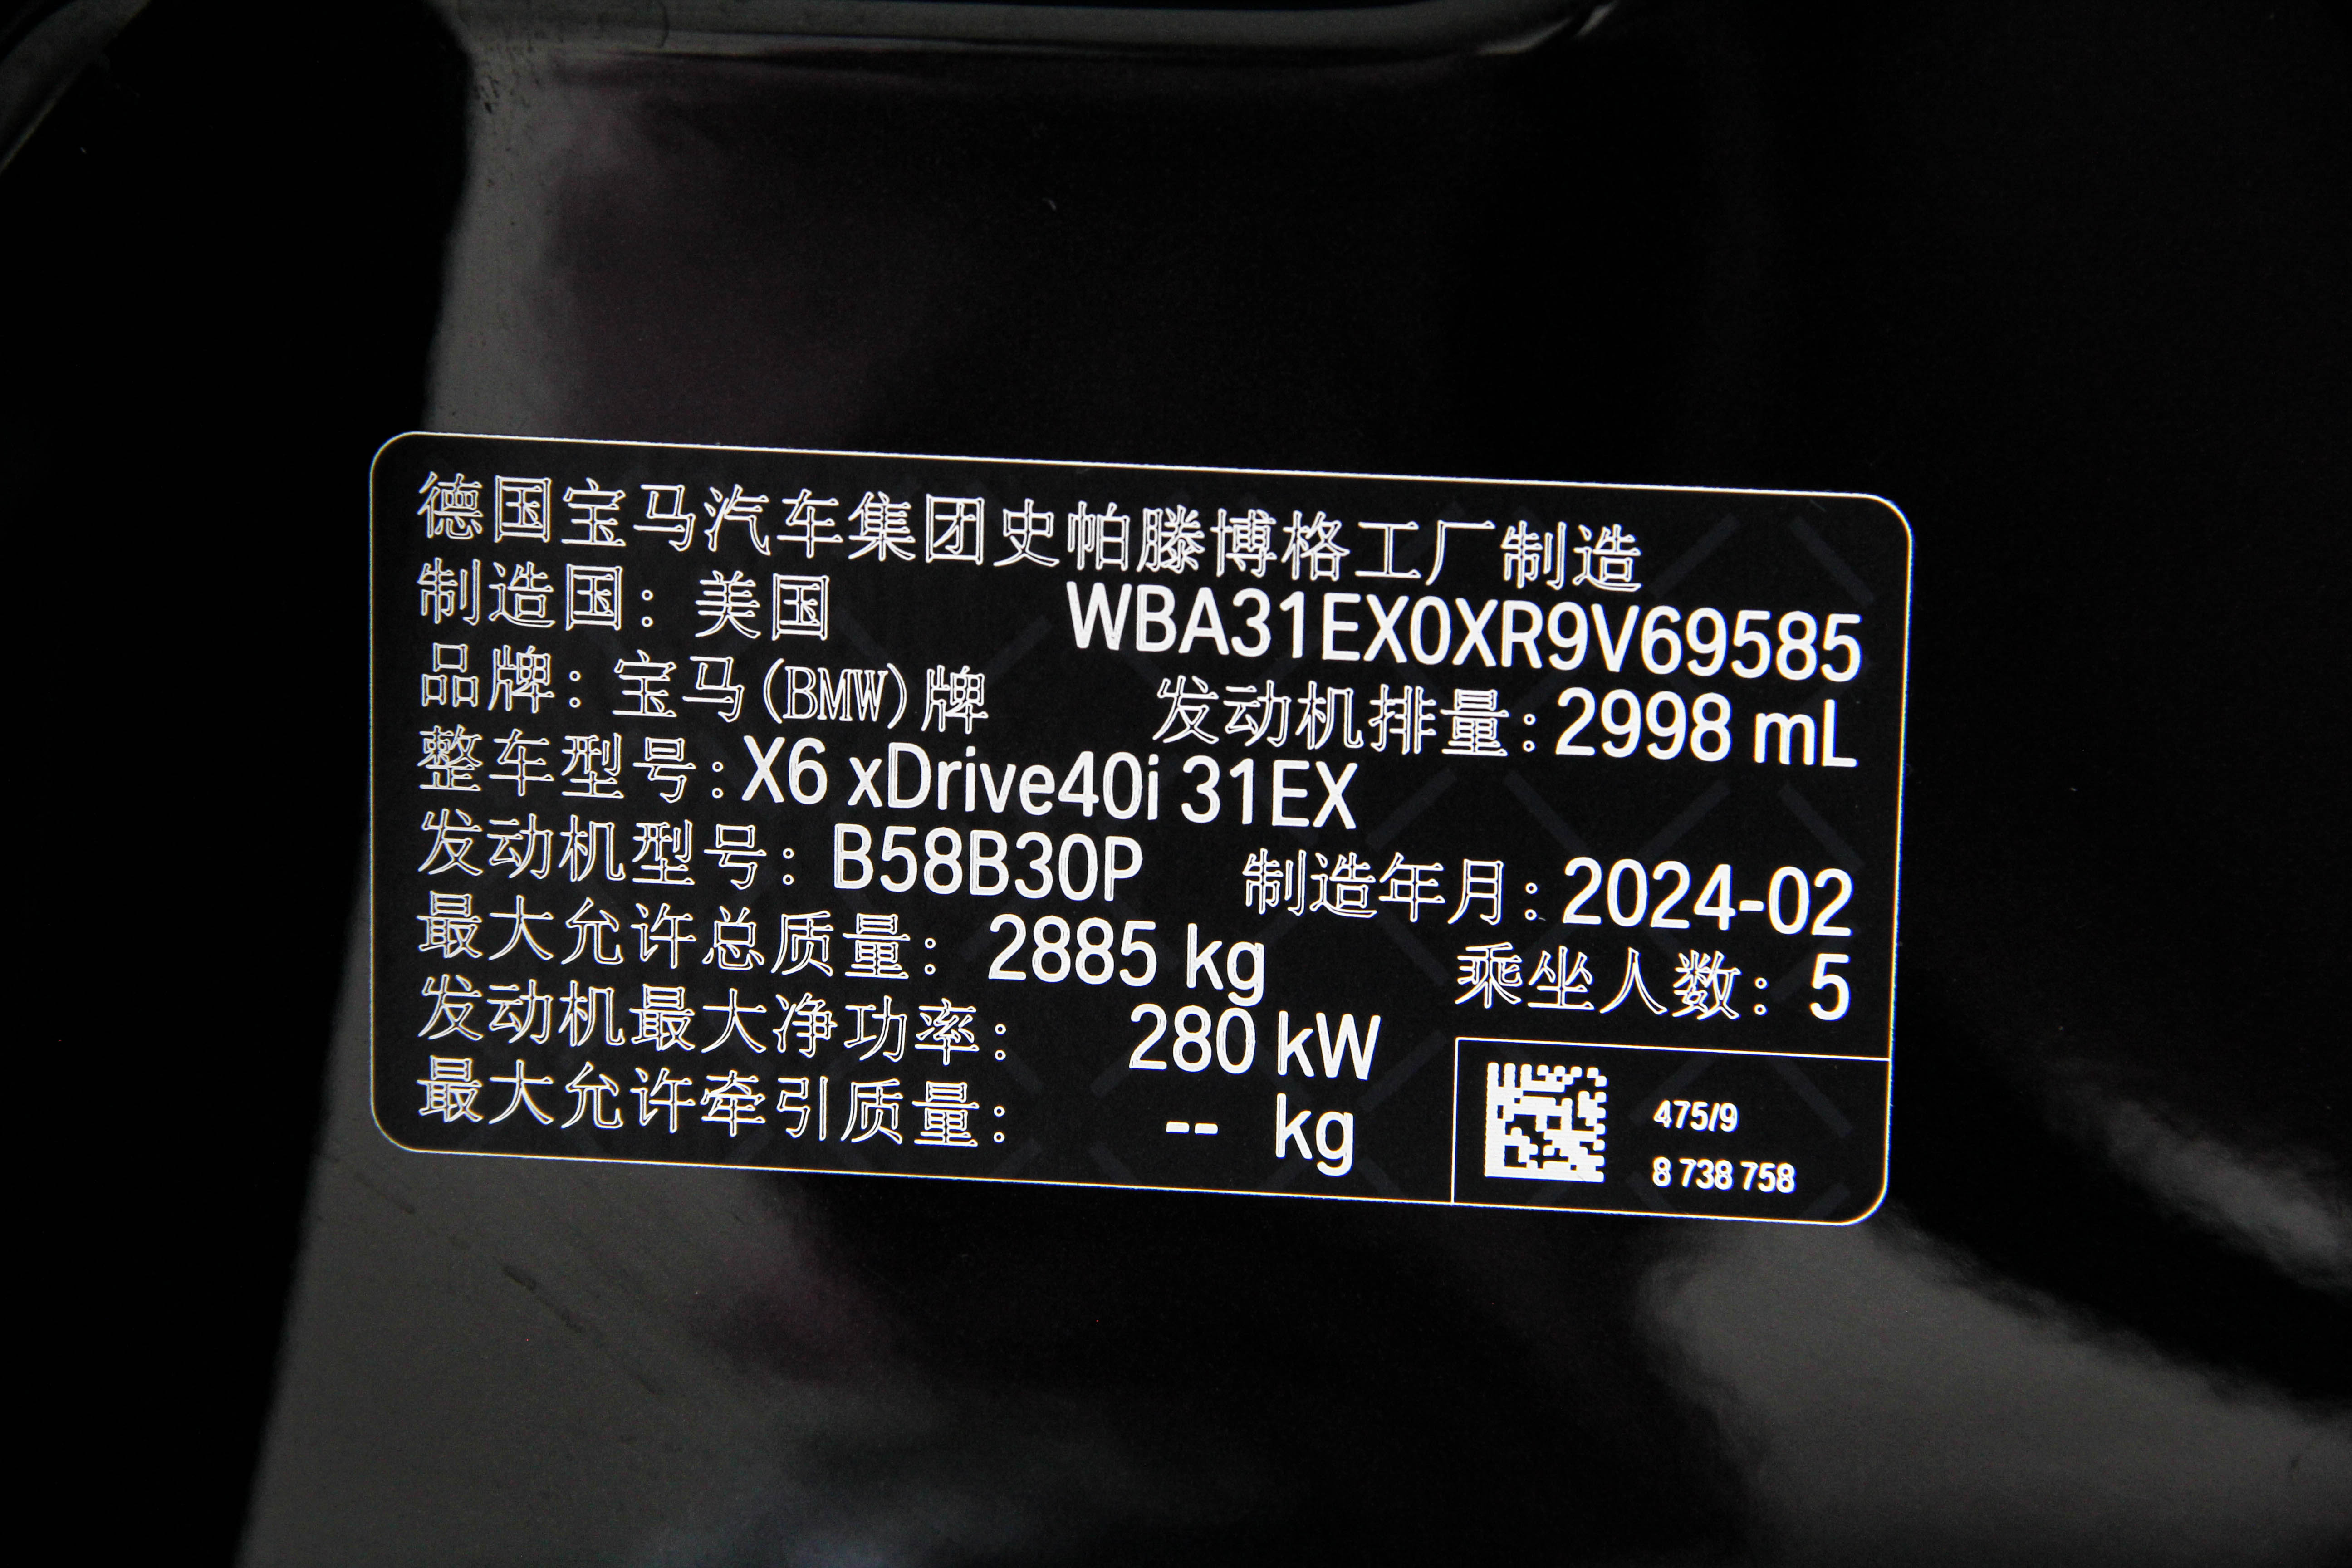 德国宝马汽车集团史帕滕博格工厂制造
制造国：美国 WBA31EX0XR9V69585
品牌：宝马(BMW)牌 发动机排量：2998 mL
整车型号：X6 xDrive40i 31EX
发动机型号：B58B30P 制造年月：2024-02
最大允许总质量：2885 kg 乘坐人数：5
发动机最大净功率：280 kW
最大允许牵引质量：-- kg
475/9
8 738 758